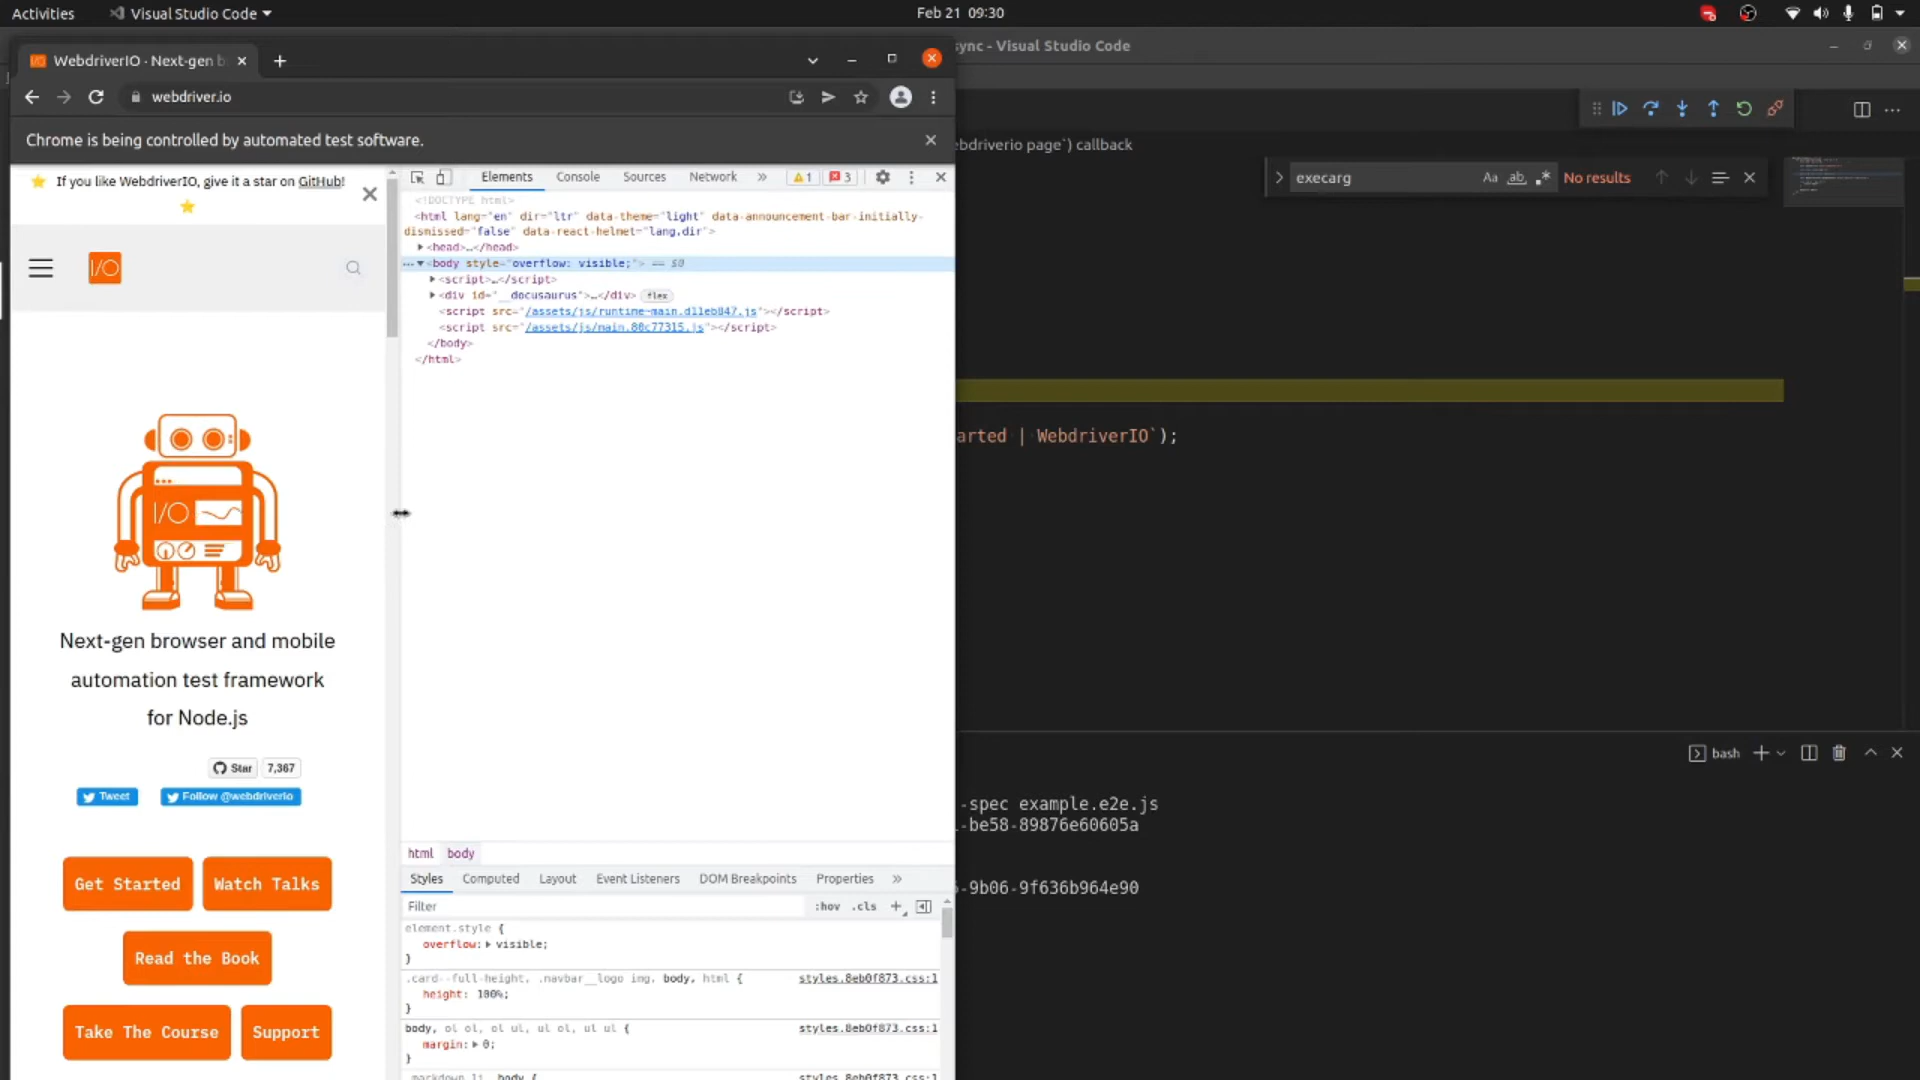 Activities
Visual Studio Code
Feb 21 09:30
sync - Visual Studio Code
WebdriverIO · Next-gen b
webdriver.io
Chrome is being controlled by automated test software.
ebdriverio page`) callback
If you like WebdriverIO, give it a star on GitHub!
I/O
Elements
Console
Sources
Network
»
1
3
execarg
Aa
ab
No results
<!DOCTYPE html>
<html lang="en" dir="ltr" data-theme="light" data-announcement-bar-initially-
dismissed="false" data-react-helmet="lang,dir">
<head>…</head>
<body style="overflow: visible;"> == $0
<script>…</script>
<div id="__docusaurus">…</div> flex
<script src="/assets/js/runtime~main.d11eb847.js"></script>
<script src="/assets/js/main.80c77315.js"></script>
</body>
</html>
arted | WebdriverIO`);
I/O
Next-gen browser and mobile
automation test framework
for Node.js
Star
7,367
Tweet
Follow @webdriverio
Get Started
Watch Talks
Read the Book
Take The Course
Support
html
body
Styles
Computed
Layout
Event Listeners
DOM Breakpoints
Properties
»
Filter
:hov
.cls
element.style {
overflow: visible;
}
.card--full-height, .navbar__logo img, body, html {
styles.8eb0f873.css:1
height: 100%;
}
body, ol ol, ol ul, ul ol, ul ul {
styles.8eb0f873.css:1
margin: 0;
}
.markdown li, body {
styles.8eb0f873.css:1
bash
-spec example.e2e.js
-be58-89876e60605a
-9b06-9f636b964e90